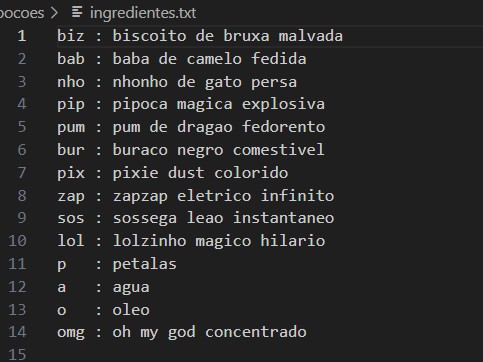 pocoes > ingredientes.txt
1 biz : biscoito de bruxa malvada
2 bab : baba de camelo fedida
3 nho : nhonho de gato persa
4 pip : pipoca magica explosiva
5 pum : pum de dragao fedorento
6 bur : buraco negro comestivel
7 pix : pixie dust colorido
8 zap : zapzap eletrico infinito
9 sos : sossega leao instantaneo
10 lol : lolzinho magico hilario
11 p : petalas
12 a : agua
13 o : oleo
14 omg : oh my god concentrado
15